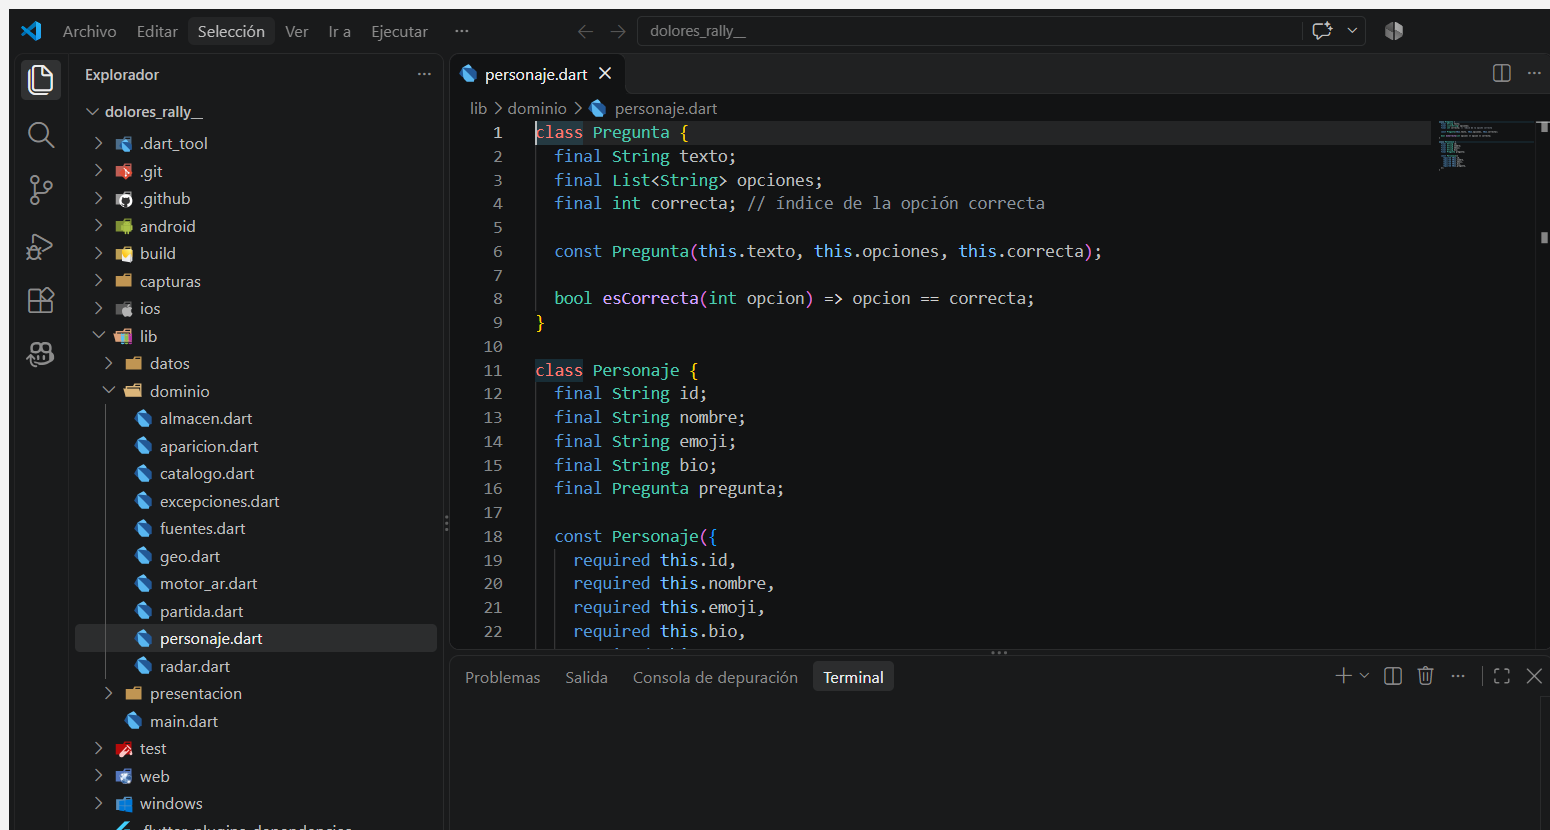 Archivo Editar Selección Ver Ir a Ejecutar ··· dolores_rally__
Explorador ···
dolores_rally__
.dart_tool
.git
.github
android
build
capturas
ios
lib
datos
dominio
almacen.dart
aparicion.dart
catalogo.dart
excepciones.dart
fuentes.dart
geo.dart
motor_ar.dart
partida.dart
personaje.dart
radar.dart
presentacion
main.dart
test
web
windows
.flutter-plugins-dependencies
personaje.dart
lib > dominio > personaje.dart
1 class Pregunta {
2 final String texto;
3 final List<String> opciones;
4 final int correcta; // índice de la opción correcta
5
6 const Pregunta(this.texto, this.opciones, this.correcta);
7
8 bool esCorrecta(int opcion) => opcion == correcta;
9 }
10
11 class Personaje {
12 final String id;
13 final String nombre;
14 final String emoji;
15 final String bio;
16 final Pregunta pregunta;
17
18 const Personaje({
19 required this.id,
20 required this.nombre,
21 required this.emoji,
22 required this.bio,
Problemas Salida Consola de depuración Terminal